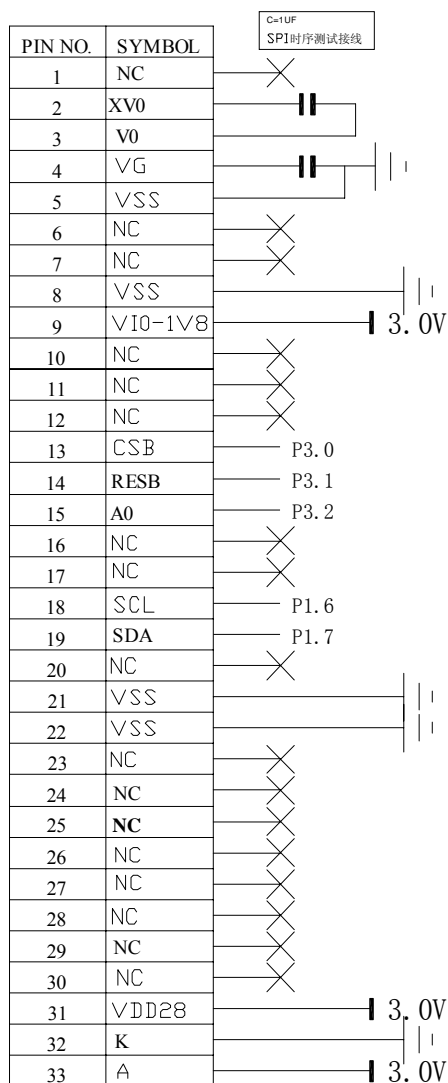 C=1UF
SPI时序测试接线
PIN NO. SYMBOL
1 NC
2 XV0
3 V0
4 VG
5 VSS
6 NC
7 NC
8 VSS
9 VIO-1V8 3.0V
10 NC
11 NC
12 NC
13 CSB P3.0
14 RESB P3.1
15 A0 P3.2
16 NC
17 NC
18 SCL P1.6
19 SDA P1.7
20 NC
21 VSS
22 VSS
23 NC
24 NC
25 NC
26 NC
27 NC
28 NC
29 NC
30 NC
31 VDD28 3.0V
32 K
33 A 3.0V